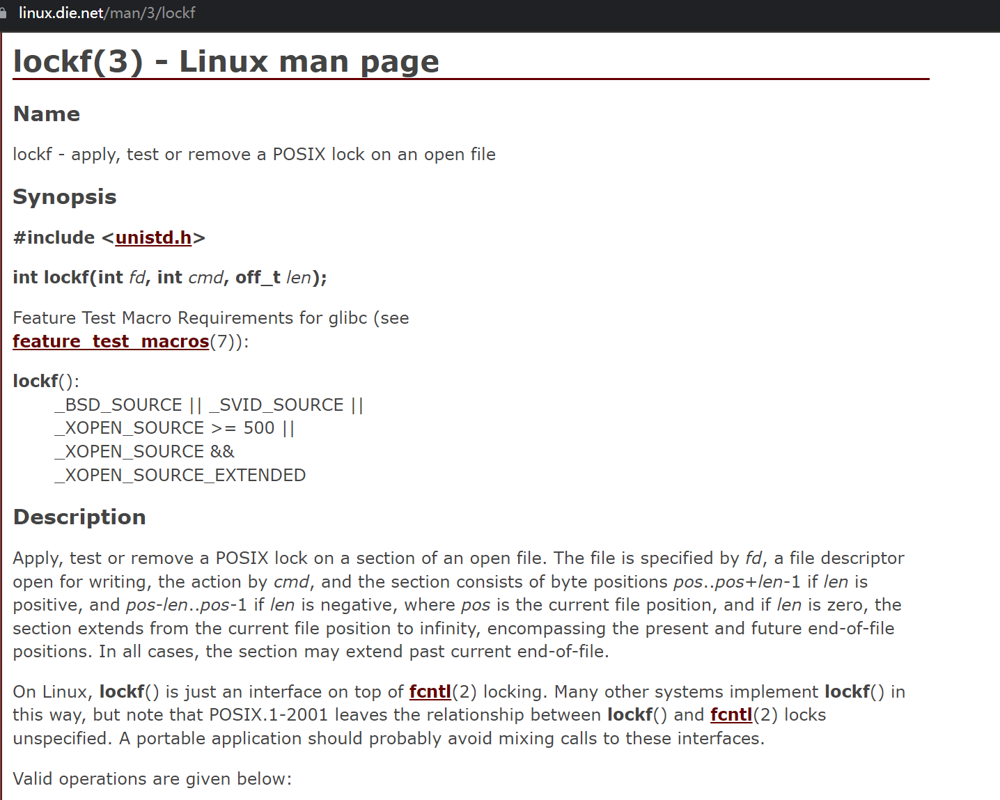 linux.die.net/man/3/lockf
lockf(3) - Linux man page
Name
lockf - apply, test or remove a POSIX lock on an open file
Synopsis
#include <unistd.h>
int lockf(int fd, int cmd, off_t len);
Feature Test Macro Requirements for glibc (see
feature_test_macros(7)):
lockf():
_BSD_SOURCE || _SVID_SOURCE ||
_XOPEN_SOURCE >= 500 ||
_XOPEN_SOURCE &&
_XOPEN_SOURCE_EXTENDED
Description
Apply, test or remove a POSIX lock on a section of an open file. The file is specified by fd, a file descriptor
open for writing, the action by cmd, and the section consists of byte positions pos..pos+len-1 if len is
positive, and pos-len..pos-1 if len is negative, where pos is the current file position, and if len is zero, the
section extends from the current file position to infinity, encompassing the present and future end-of-file
positions. In all cases, the section may extend past current end-of-file.
On Linux, lockf() is just an interface on top of fcntl(2) locking. Many other systems implement lockf() in
this way, but note that POSIX.1-2001 leaves the relationship between lockf() and fcntl(2) locks
unspecified. A portable application should probably avoid mixing calls to these interfaces.
Valid operations are given below: